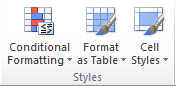 Conditional Format Cell
Formatting as Table Styles
Styles